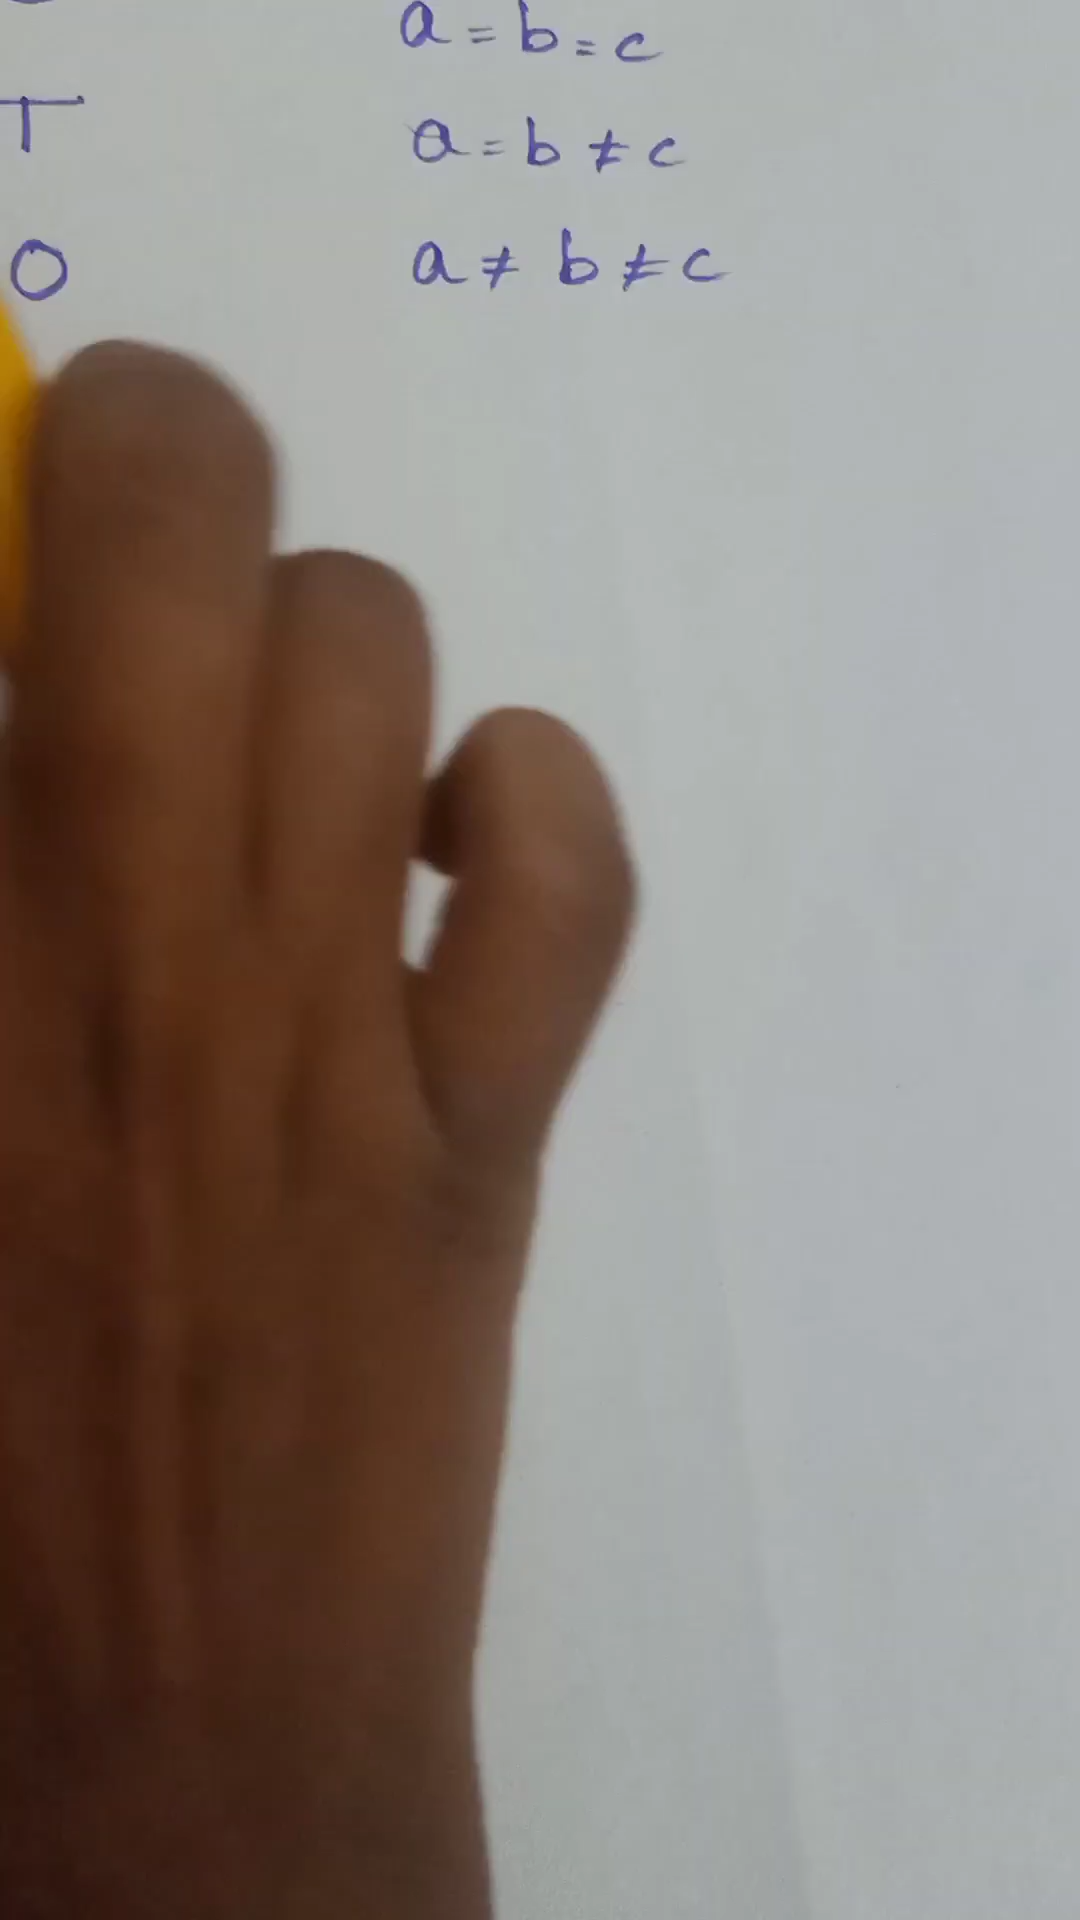 a = b = c
T a = b ≠ c
O a ≠ b ≠ c